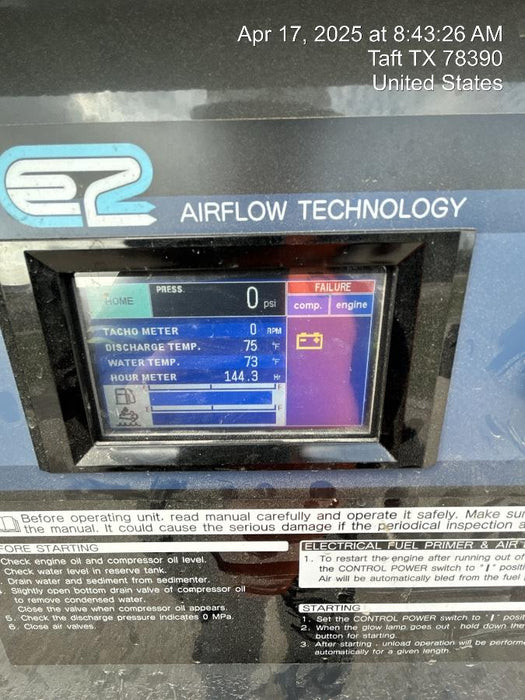 Apr 17, 2025 at 8:43:26 AM
Taft TX 78390
United States
e2
AIRFLOW TECHNOLOGY
HOME
PRESS.
0 psi
FAILURE
comp. engine
TACHO METER 0 RPM
DISCHARGE TEMP. 75 °F
WATER TEMP. 73 °F
HOUR METER 144.3 Hr
E F
E F
Before operating unit, read manual carefully and operate it safely. Make sur
the manual. It could cause the serious damage if the periodical inspection a
FORE STARTING
Check engine oil and compressor oil level.
Check water level in reserve tank.
Drain water and sediment from sedimenter.
Slightly open bottom drain valve of compressor oil
to remove condensed water.
Close the valve when compressor oil appears.
5. Check the discharge pressure indicates 0 MPa.
6. Close air valves.
ELECTRICAL FUEL PRIMER & AIR
1. To restart the engine after running out of
the CONTROL POWER switch to "I" positi
Air will be automatically bled from the fuel
STARTING
1. Set the CONTROL POWER switch to "I" posit
2. When the glow lamp goes out, hold down the
button for starting.
3. After starting, unload operation will be perform
automatically for a given length.